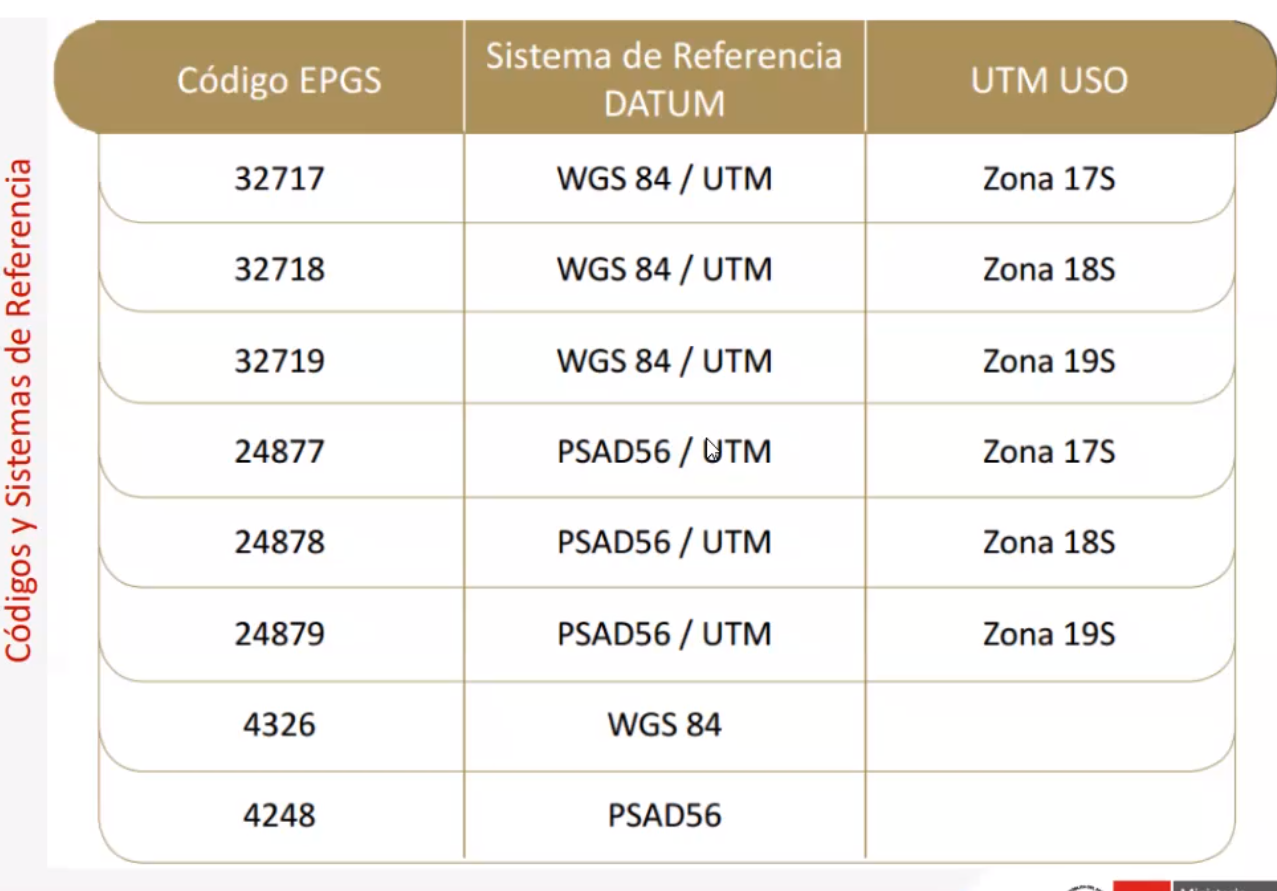 Códigos y Sistemas de Referencia
Código EPGS
Sistema de Referencia
DATUM
UTM USO
32717 WGS 84 / UTM Zona 17S
32718 WGS 84 / UTM Zona 18S
32719 WGS 84 / UTM Zona 19S
24877 PSAD56 / UTM Zona 17S
24878 PSAD56 / UTM Zona 18S
24879 PSAD56 / UTM Zona 19S
4326 WGS 84
4248 PSAD56